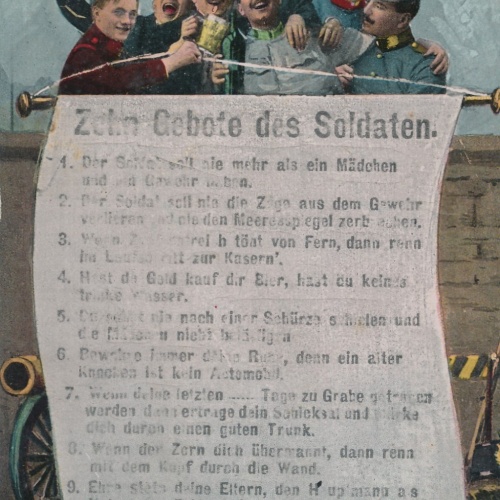 Zehn Gebote des Soldaten.
1. Der Soldat soll nie mehr als ein Mädchen
und ein Gewehr haben.
2. Der Soldat soll nie die Züge aus dem Gewehr
verlieren und nie den Meeresspiegel zerbrechen.
3. Wenn Zapfenstreich tönt von Fern, dann renn
im Laufschritt zur Kasern'.
4. Hast du Geld kauf dir Bier, hast du keines
trinke Wasser.
5. Du sollst nie nach einer Schürze schielen und
die Mädchen nicht beleidigen
6. Bewahre immer deine Ruhe, denn ein alter
Knochen ist kein Automobil.
7. Wenn deine letzten ..... Tage zu Grabe getragen
werden dann ertrage dein Schicksal und stärke
dich durch einen guten Trunk.
8. Wenn der Zorn dich übermannt, dann renn
mit dem Kopf durch die Wand.
9. Ehre stets deine Eltern, den Hauptmann als